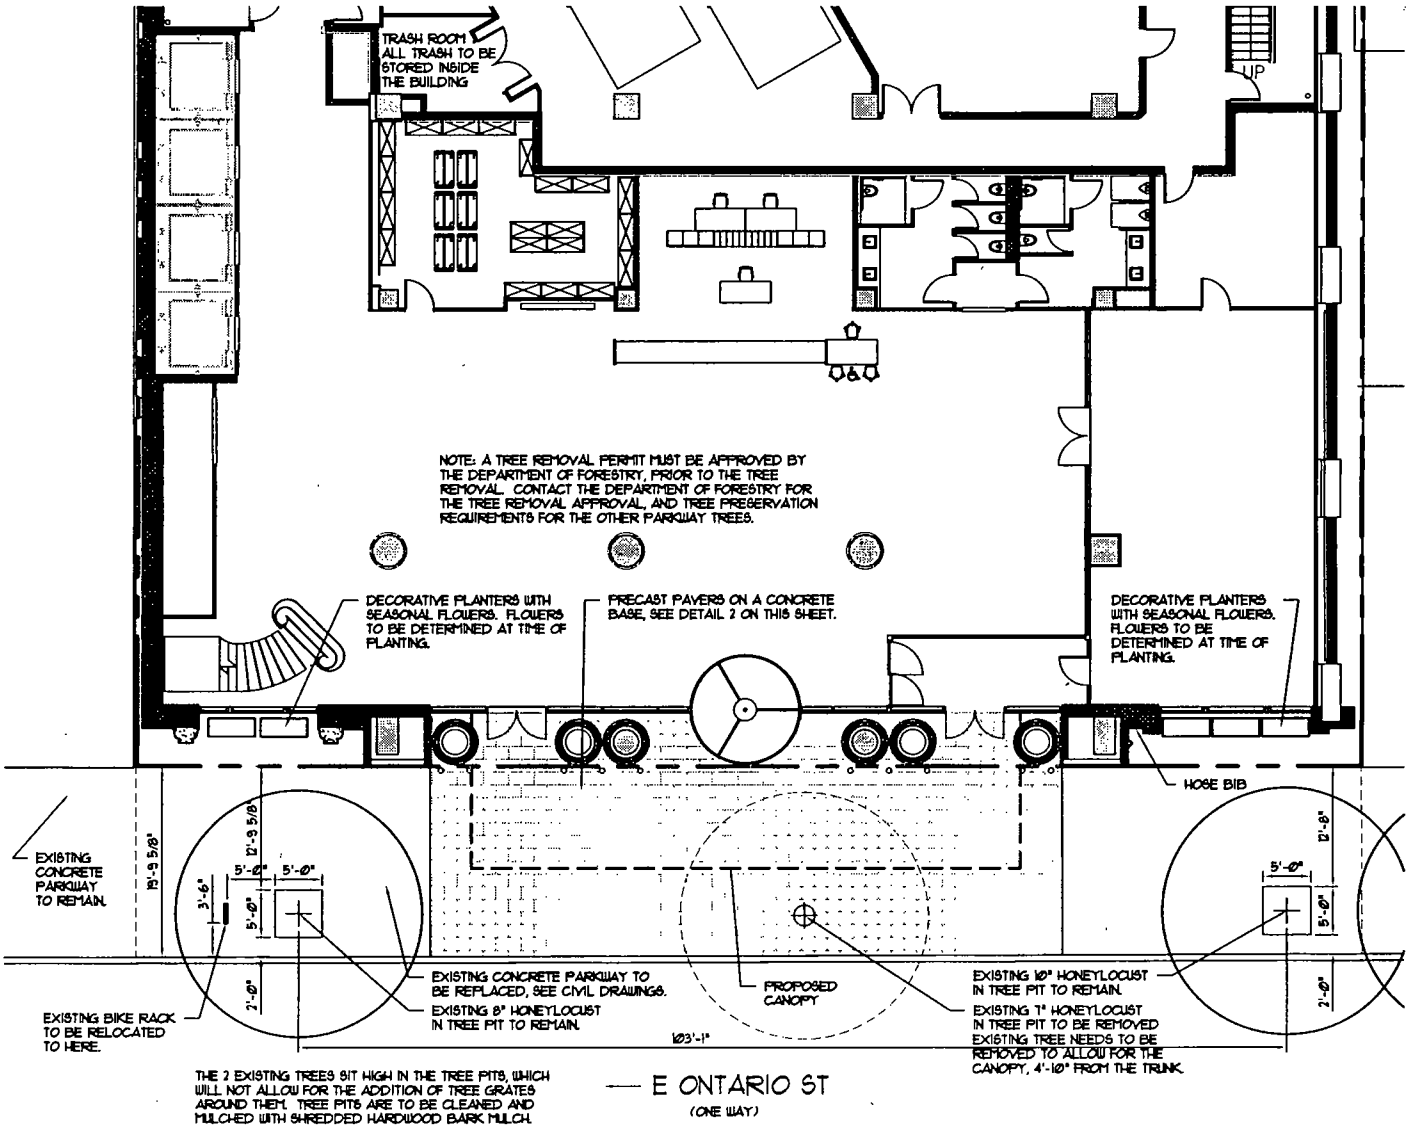 TRASH ROOM
ALL TRASH TO BE
STORED INSIDE
THE BUILDING
UP
NOTE: A TREE REMOVAL PERMIT MUST BE APPROVED BY
THE DEPARTMENT OF FORESTRY, PRIOR TO THE TREE
REMOVAL. CONTACT THE DEPARTMENT OF FORESTRY FOR
THE TREE REMOVAL APPROVAL, AND TREE PRESERVATION
REQUIREMENTS FOR THE OTHER PARKWAY TREES.
DECORATIVE PLANTERS WITH
SEASONAL FLOWERS. FLOWERS
TO BE DETERMINED AT TIME OF
PLANTING.
PRECAST PAVERS ON A CONCRETE
BASE, SEE DETAIL 2 ON THIS SHEET.
DECORATIVE PLANTERS
WITH SEASONAL FLOWERS.
FLOWERS TO BE
DETERMINED AT TIME OF
PLANTING.
HOSE BIB
EXISTING
CONCRETE
PARKWAY
TO REMAIN.
19'-9 5/8"
12'-9 5/8"
5'-0"
5'-0"
3'-6"
5'-0"
2'-0"
12'-8"
5'-0"
5'-0"
2'-0"
EXISTING CONCRETE PARKWAY TO
BE REPLACED, SEE CIVIL DRAWINGS.
EXISTING 8" HONEYLOCUST
IN TREE PIT TO REMAIN.
PROPOSED
CANOPY
EXISTING 10" HONEYLOCUST
IN TREE PIT TO REMAIN.
EXISTING 7" HONEYLOCUST
IN TREE PIT TO BE REMOVED
EXISTING TREE NEEDS TO BE
REMOVED TO ALLOW FOR THE
CANOPY, 4'-10" FROM THE TRUNK.
EXISTING BIKE RACK
TO BE RELOCATED
TO HERE.
103'-1"
THE 2 EXISTING TREES SIT HIGH IN THE TREE PITS, WHICH
WILL NOT ALLOW FOR THE ADDITION OF TREE GRATES
AROUND THEM. TREE PITS ARE TO BE CLEANED AND
MULCHED WITH SHREDDED HARDWOOD BARK MULCH.
E ONTARIO ST
(ONE WAY)